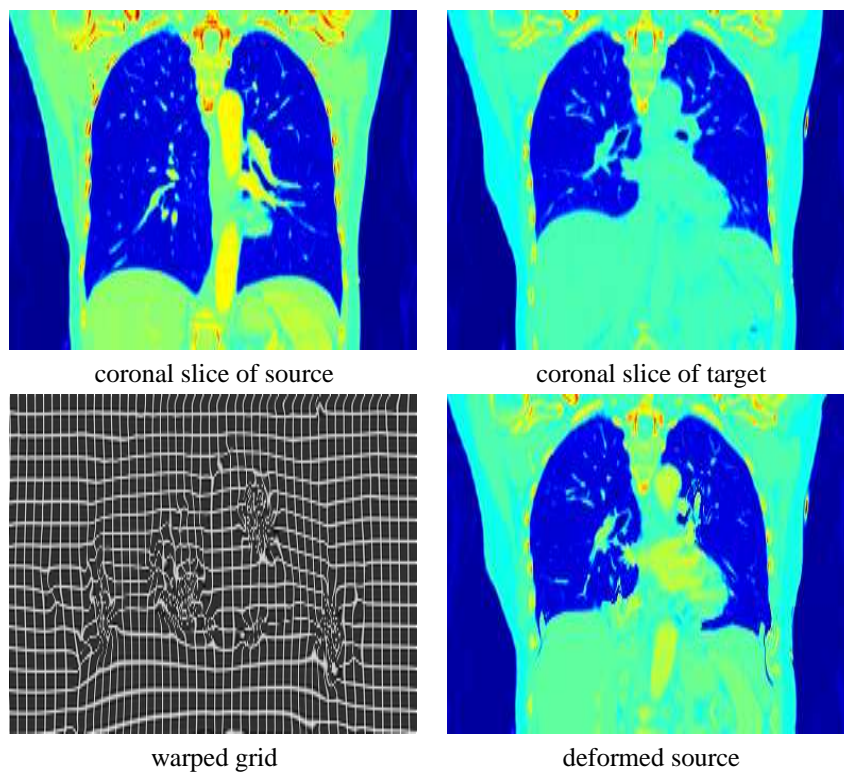 coronal slice of source
coronal slice of target
warped grid
deformed source